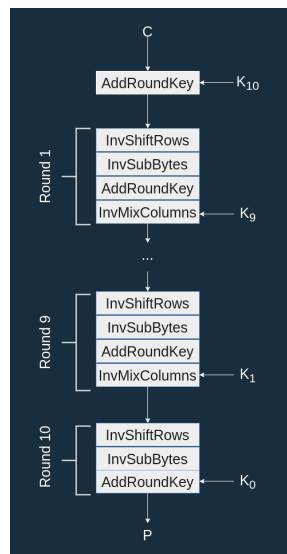 C
AddRoundKey
K10
Round 1
InvShiftRows
InvSubBytes
AddRoundKey
InvMixColumns
K9
...
Round 9
InvShiftRows
InvSubBytes
AddRoundKey
InvMixColumns
K1
Round 10
InvShiftRows
InvSubBytes
AddRoundKey
K0
P